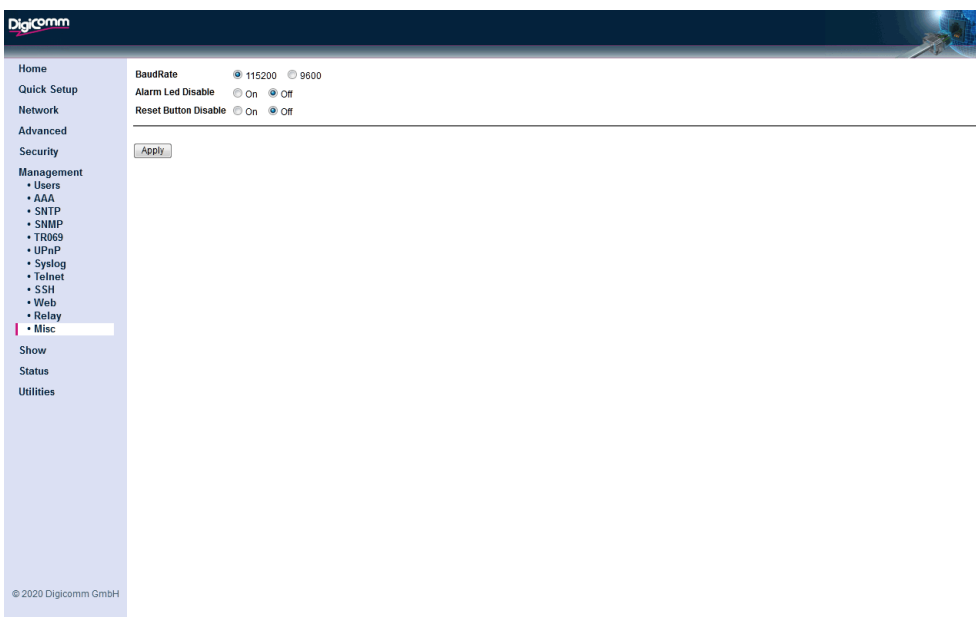 Digicomm
Home
Quick Setup
Network
Advanced
Security
Management
• Users
• AAA
• SNTP
• SNMP
• TR069
• UPnP
• Syslog
• Telnet
• SSH
• Web
• Relay
• Misc
Show
Status
Utilities
© 2020 Digicomm GmbH
BaudRate 115200 9600
Alarm Led Disable On Off
Reset Button Disable On Off
Apply